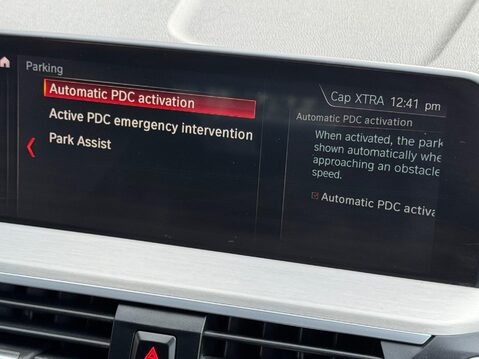 Parking
Automatic PDC activation
Active PDC emergency intervention
Park Assist
Cap XTRA 12:41 pm
Automatic PDC activation
When activated, the park
shown automatically whe
approaching an obstacle
speed.
Automatic PDC activa